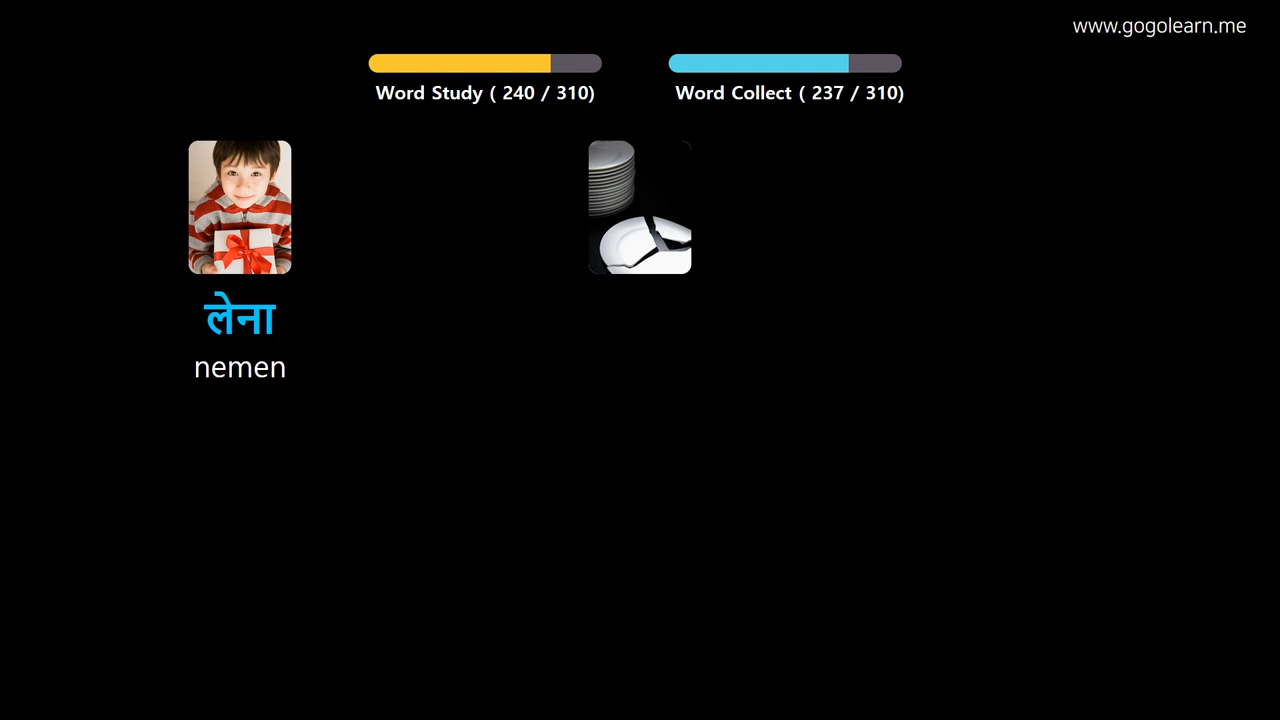 www.gogolearn.me
Word Study ( 240 / 310)
Word Collect ( 237 / 310)
लेना
nemen